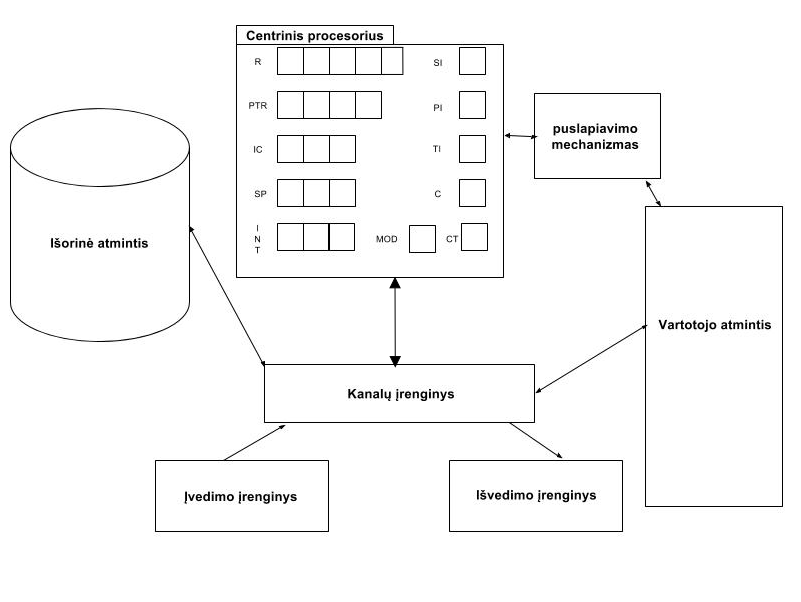 Centrinis procesorius
R
SI
PTR
PI
IC
TI
SP
C
I
N
T
MOD
CT
puslapiavimo
mechanizmas
Išorinė atmintis
Vartotojo atmintis
Kanalų įrenginys
Įvedimo įrenginys
Išvedimo įrenginys